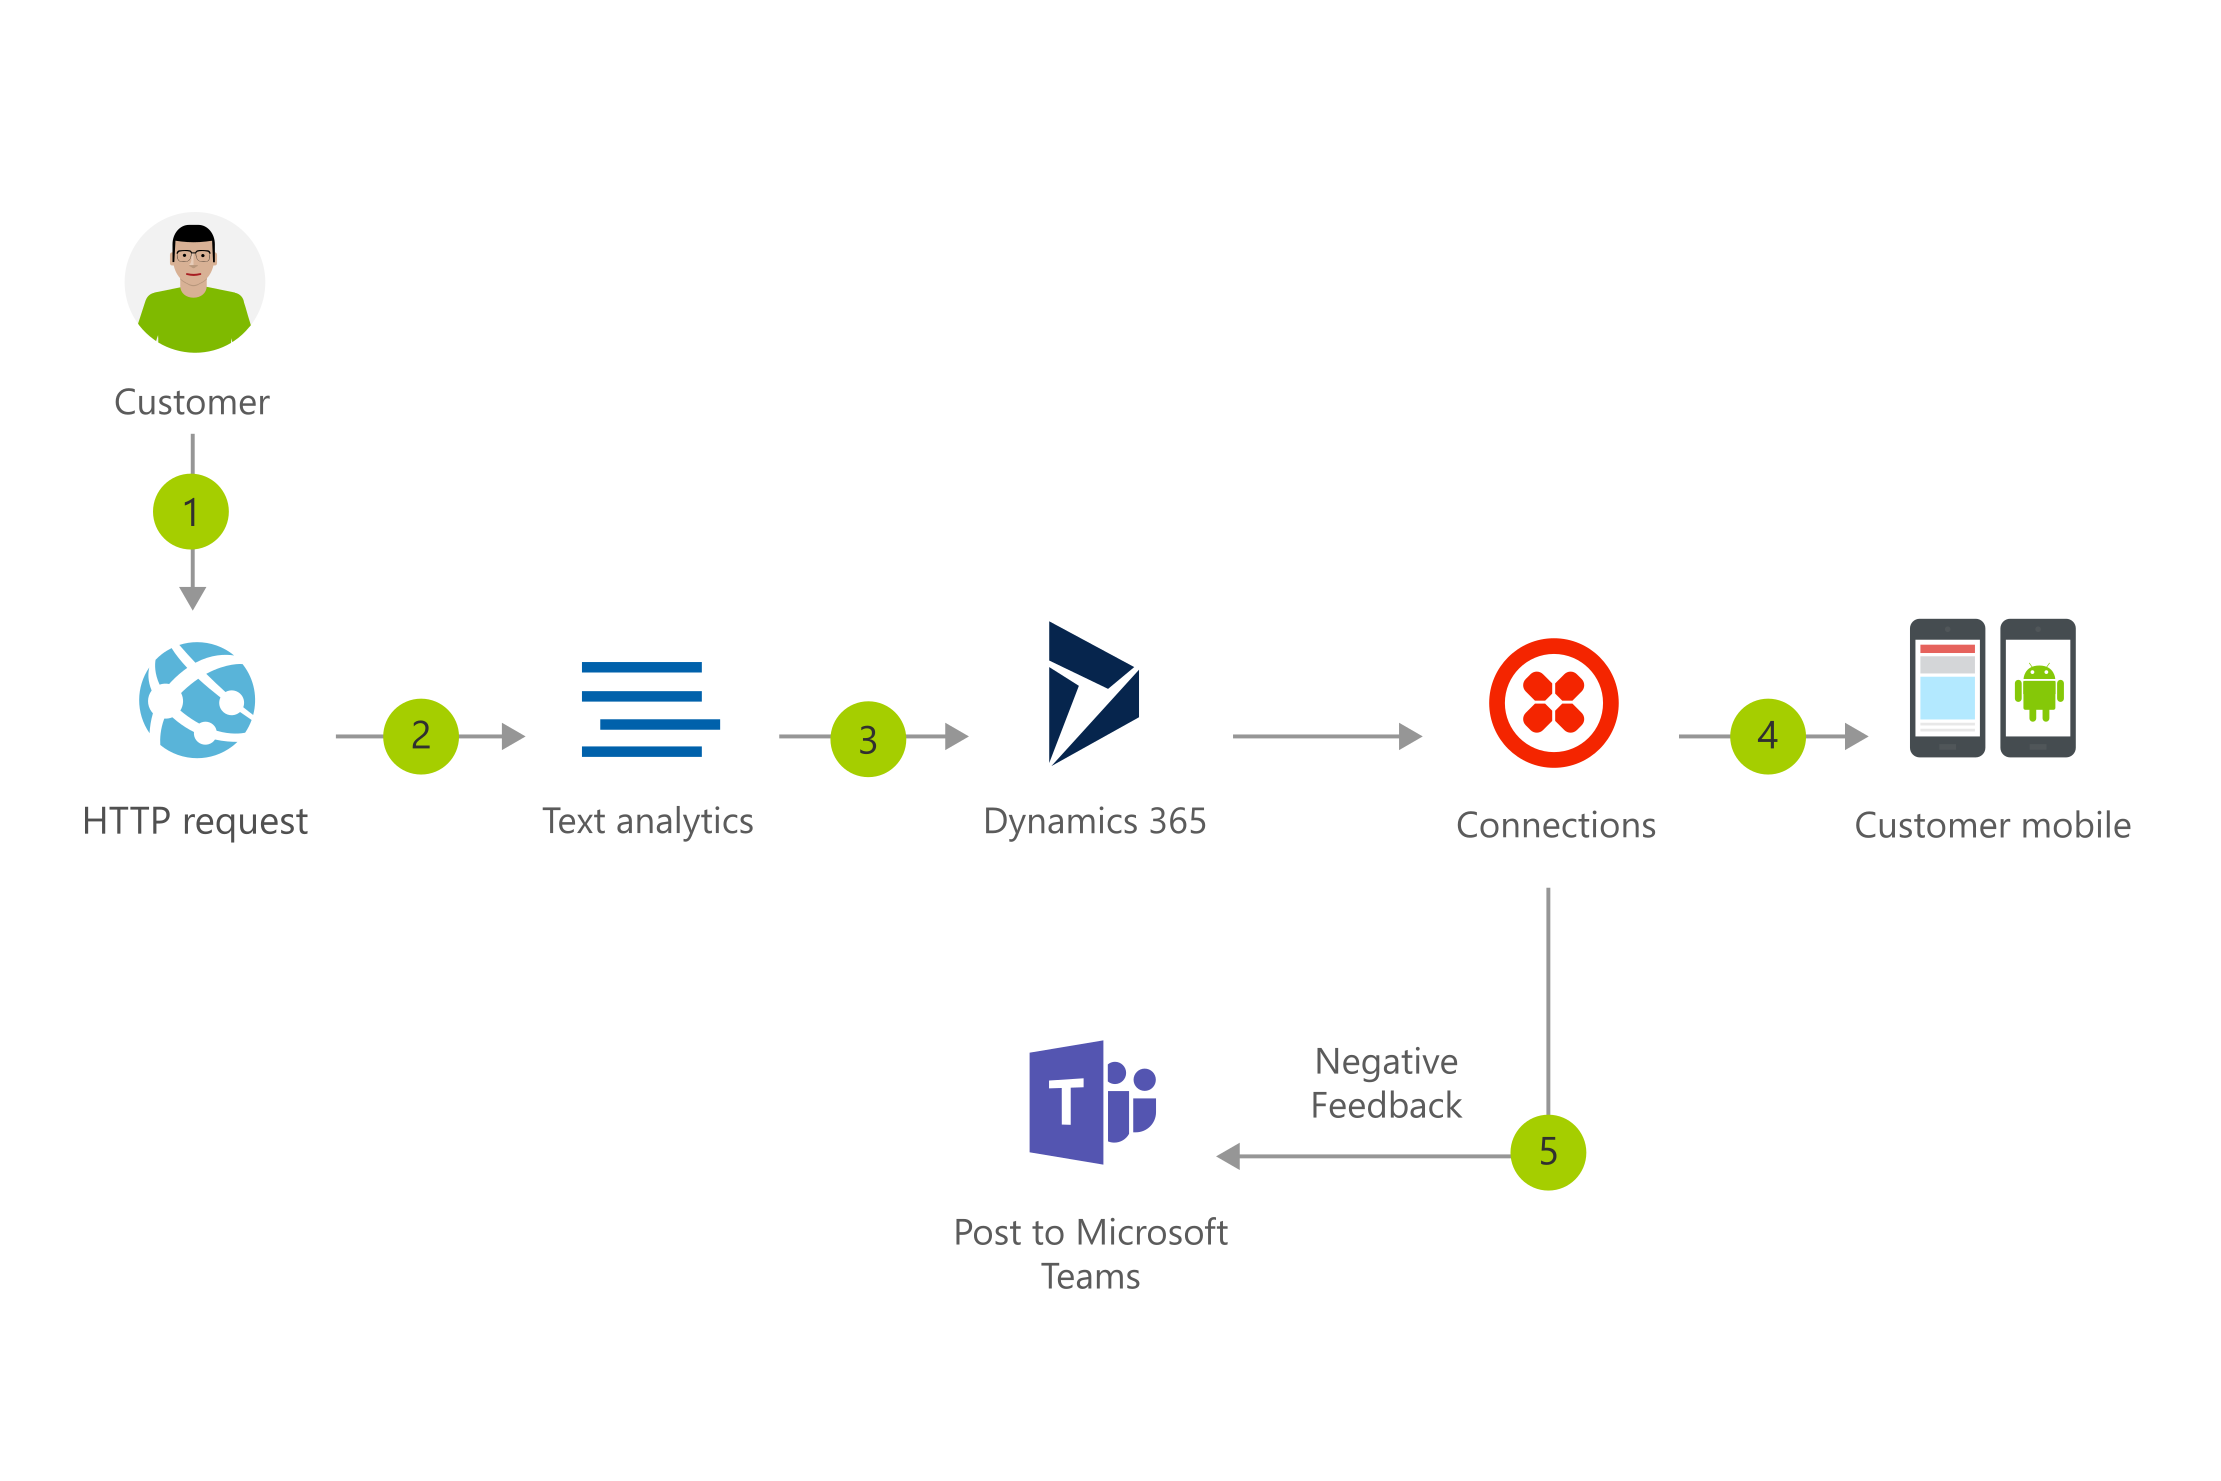 Customer
1
HTTP request
2
Text analytics
3
Dynamics 365
Connections
4
Customer mobile
Negative
Feedback
5
T
Post to Microsoft
Teams